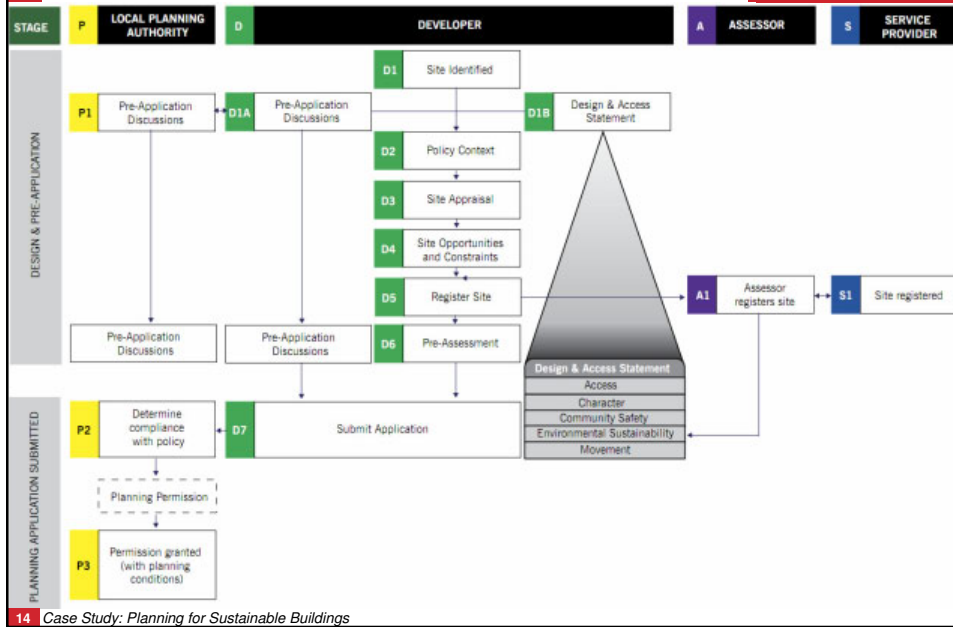 STAGE
P
LOCAL PLANNING
AUTHORITY
D
DEVELOPER
A
ASSESSOR
S
SERVICE
PROVIDER
DESIGN & PRE-APPLICATION
D1
Site Identified
P1
Pre-Application
Discussions
D1A
Pre-Application
Discussions
D1B
Design & Access
Statement
D2
Policy Context
D3
Site Appraisal
D4
Site Opportunities
and Constraints
D5
Register Site
A1
Assessor
registers site
S1
Site registered
Pre-Application
Discussions
Pre-Application
Discussions
D6
Pre-Assessment
Design & Access Statement
Access
Character
Community Safety
Environmental Sustainability
Movement
PLANNING APPLICATION SUBMITTED
P2
Determine
compliance
with policy
D7
Submit Application
Planning Permission
P3
Permission granted
(with planning
conditions)
14 Case Study: Planning for Sustainable Buildings